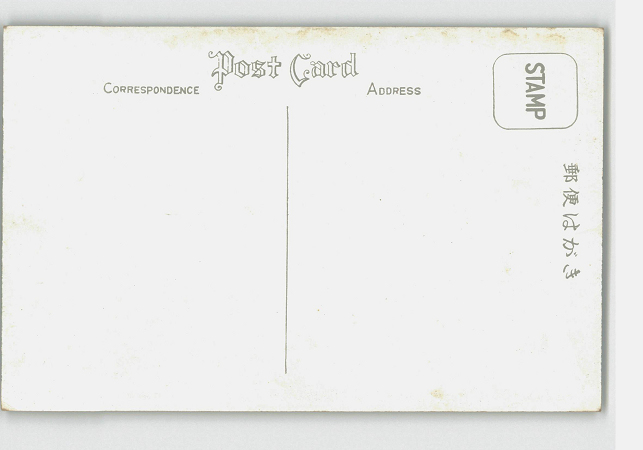 Post Card
CORRESPONDENCE
ADDRESS
STAMP
郵便はがき